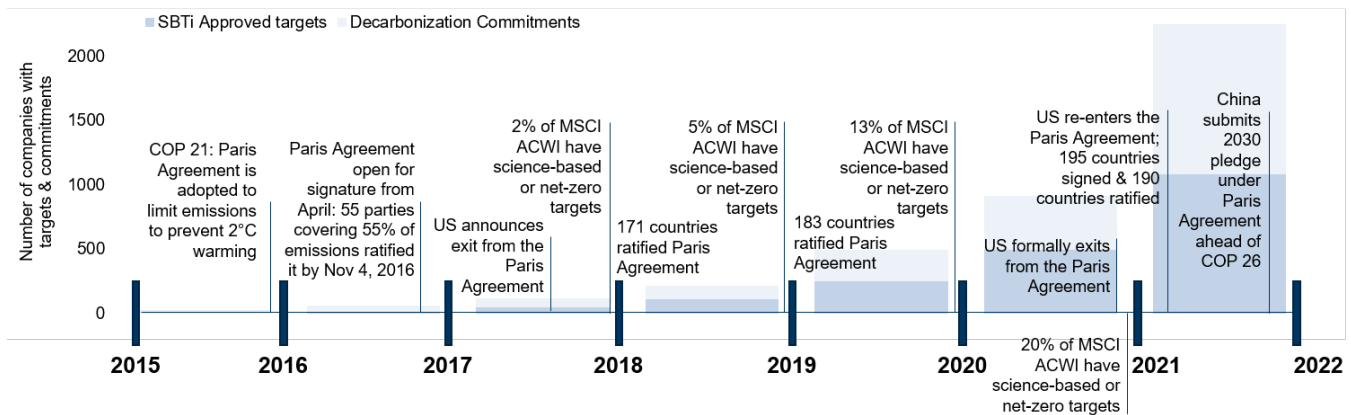 SBTi Approved targets
Decarbonization Commitments
Number of companies with
targets & commitments
2000
1500
1000
500
0
COP 21: Paris
Agreement is
adopted to
limit emissions
to prevent 2°C
warming
Paris Agreement
open for
signature from
April: 55 parties
covering 55% of
emissions ratified
it by Nov 4, 2016
US announces
exit from the
Paris
Agreement
2% of MSCI
ACWI have
science-based
or net-zero
targets
171 countries
ratified Paris
Agreement
5% of MSCI
ACWI have
science-based
or net-zero
targets
183 countries
ratified Paris
Agreement
13% of MSCI
ACWI have
science-based
or net-zero
targets
US formally exits
from the Paris
Agreement
20% of MSCI
ACWI have
science-based or
net-zero targets
US re-enters the
Paris Agreement;
195 countries
signed & 190
countries ratified
China
submits
2030
pledge
under
Paris
Agreement
ahead of
COP 26
2015
2016
2017
2018
2019
2020
2021
2022